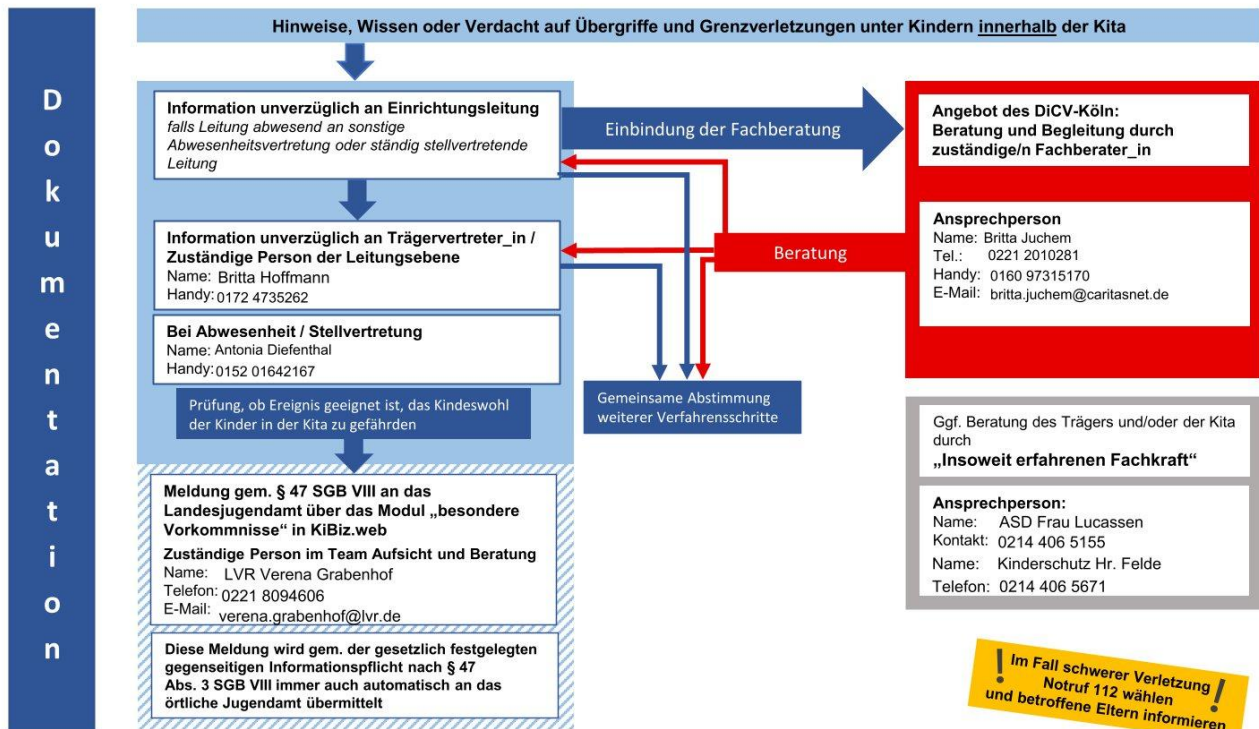 Hinweise, Wissen oder Verdacht auf Übergriffe und Grenzverletzungen unter Kindern innerhalb der Kita
Dokumentation
Information unverzüglich an Einrichtungsleitung
falls Leitung abwesend an sonstige
Abwesenheitsvertretung oder ständig stellvertretende
Leitung
Einbindung der Fachberatung
Angebot des DiCV-Köln:
Beratung und Begleitung durch
zuständige/n Fachberater_in
Information unverzüglich an Trägervertreter_in /
Zuständige Person der Leitungsebene
Name: Britta Hoffmann
Handy: 0172 4735262
Beratung
Ansprechperson
Name: Britta Juchem
Tel.: 0221 2010281
Handy: 0160 97315170
E-Mail: britta.juchem@caritasnet.de
Bei Abwesenheit / Stellvertretung
Name: Antonia Diefenthal
Handy: 0152 01642167
Prüfung, ob Ereignis geeignet ist, das Kindeswohl
der Kinder in der Kita zu gefährden
Gemeinsame Abstimmung
weiterer Verfahrensschritte
Ggf. Beratung des Trägers und/oder der Kita
durch
„Insoweit erfahrenen Fachkraft“
Ansprechperson:
Name: ASD Frau Lucassen
Kontakt: 0214 406 5155
Name: Kinderschutz Hr. Felde
Telefon: 0214 406 5671
Meldung gem. § 47 SGB VIII an das
Landesjugendamt über das Modul „besondere
Vorkommnisse“ in KiBiz.web
Zuständige Person im Team Aufsicht und Beratung
Name: LVR Verena Grabenhof
Telefon: 0221 8094606
E-Mail: verena.grabenhof@lvr.de
Diese Meldung wird gem. der gesetzlich festgelegten
gegenseitigen Informationspflicht nach § 47
Abs. 3 SGB VIII immer auch automatisch an das
örtliche Jugendamt übermittelt
! Im Fall schwerer Verletzung !
Notruf 112 wählen
und betroffene Eltern informieren